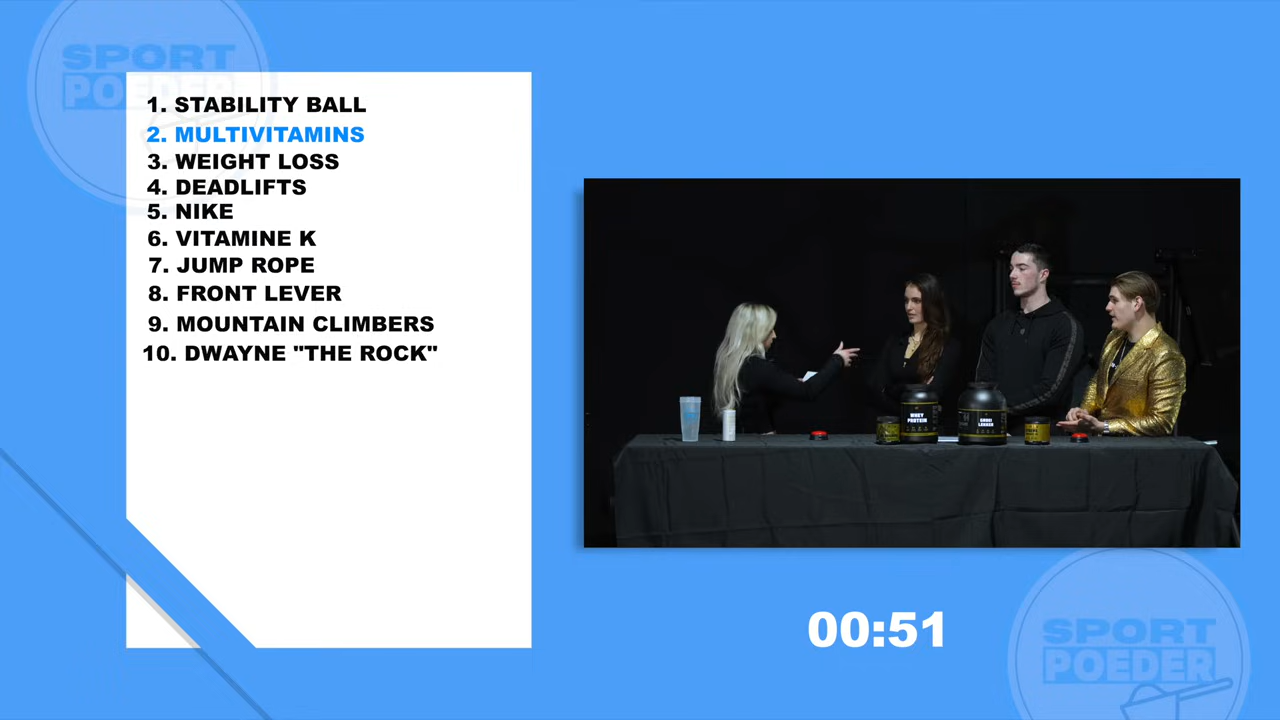 SPORT
POEDER
1. STABILITY BALL
2. MULTIVITAMINS
3. WEIGHT LOSS
4. DEADLIFTS
5. NIKE
6. VITAMINE K
7. JUMP ROPE
8. FRONT LEVER
9. MOUNTAIN CLIMBERS
10. DWAYNE "THE ROCK"
WHEY
PROTEIN
00:51
SPORT
POEDER